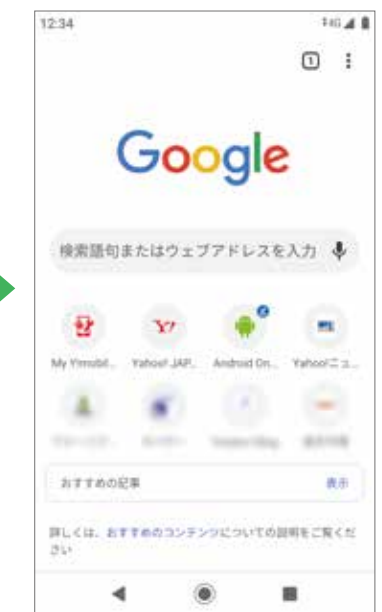 12:34
4G
1
Google
検索語句またはウェブアドレスを入力
My Y!mobil... Yahoo! JAP... Android On... Yahoo!ニュ...
おすすめの記事 表示
詳しくは、おすすめのコンテンツについての説明をご覧くだ
さい